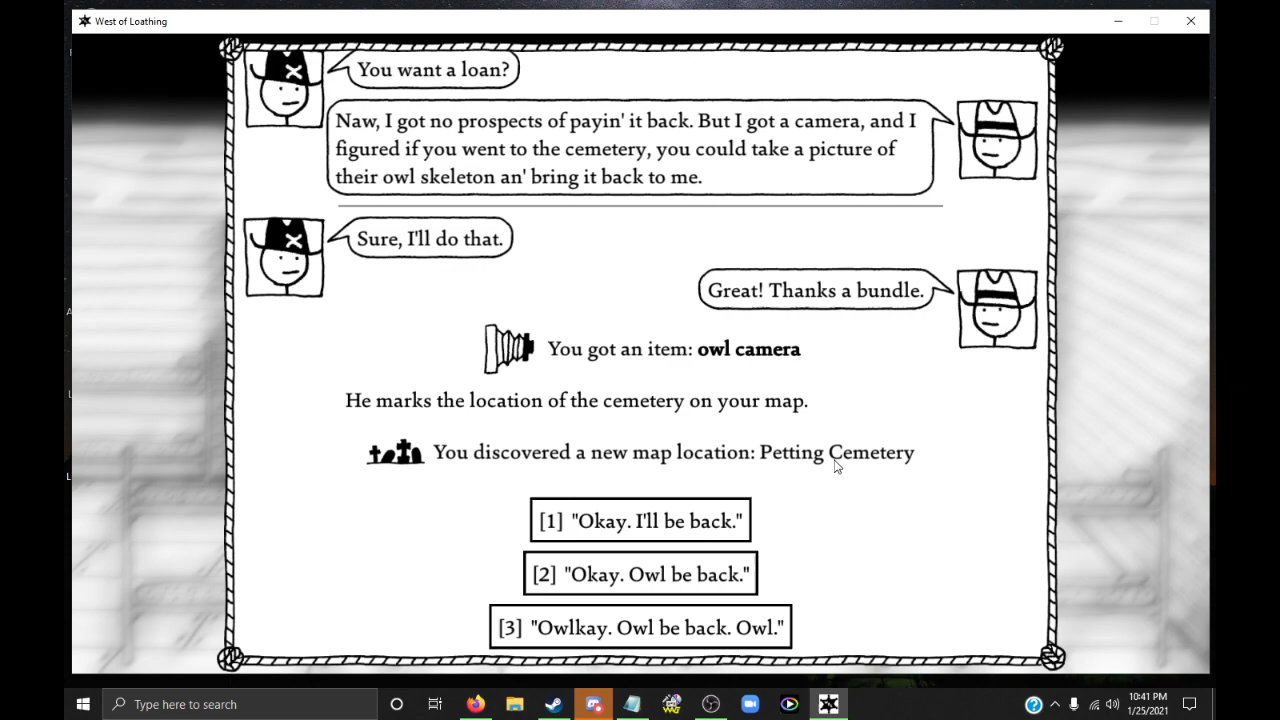 West of Loathing
You want a loan?
Naw, I got no prospects of payin' it back. But I got a camera, and I
figured if you went to the cemetery, you could take a picture of
their owl skeleton an' bring it back to me.
Sure, I'll do that.
Great! Thanks a bundle.
You got an item: owl camera
He marks the location of the cemetery on your map.
You discovered a new map location: Petting Cemetery
[1] "Okay. I'll be back."
[2] "Okay. Owl be back."
[3] "Owlkay. Owl be back. Owl."
Type here to search
10:41 PM
1/25/2021